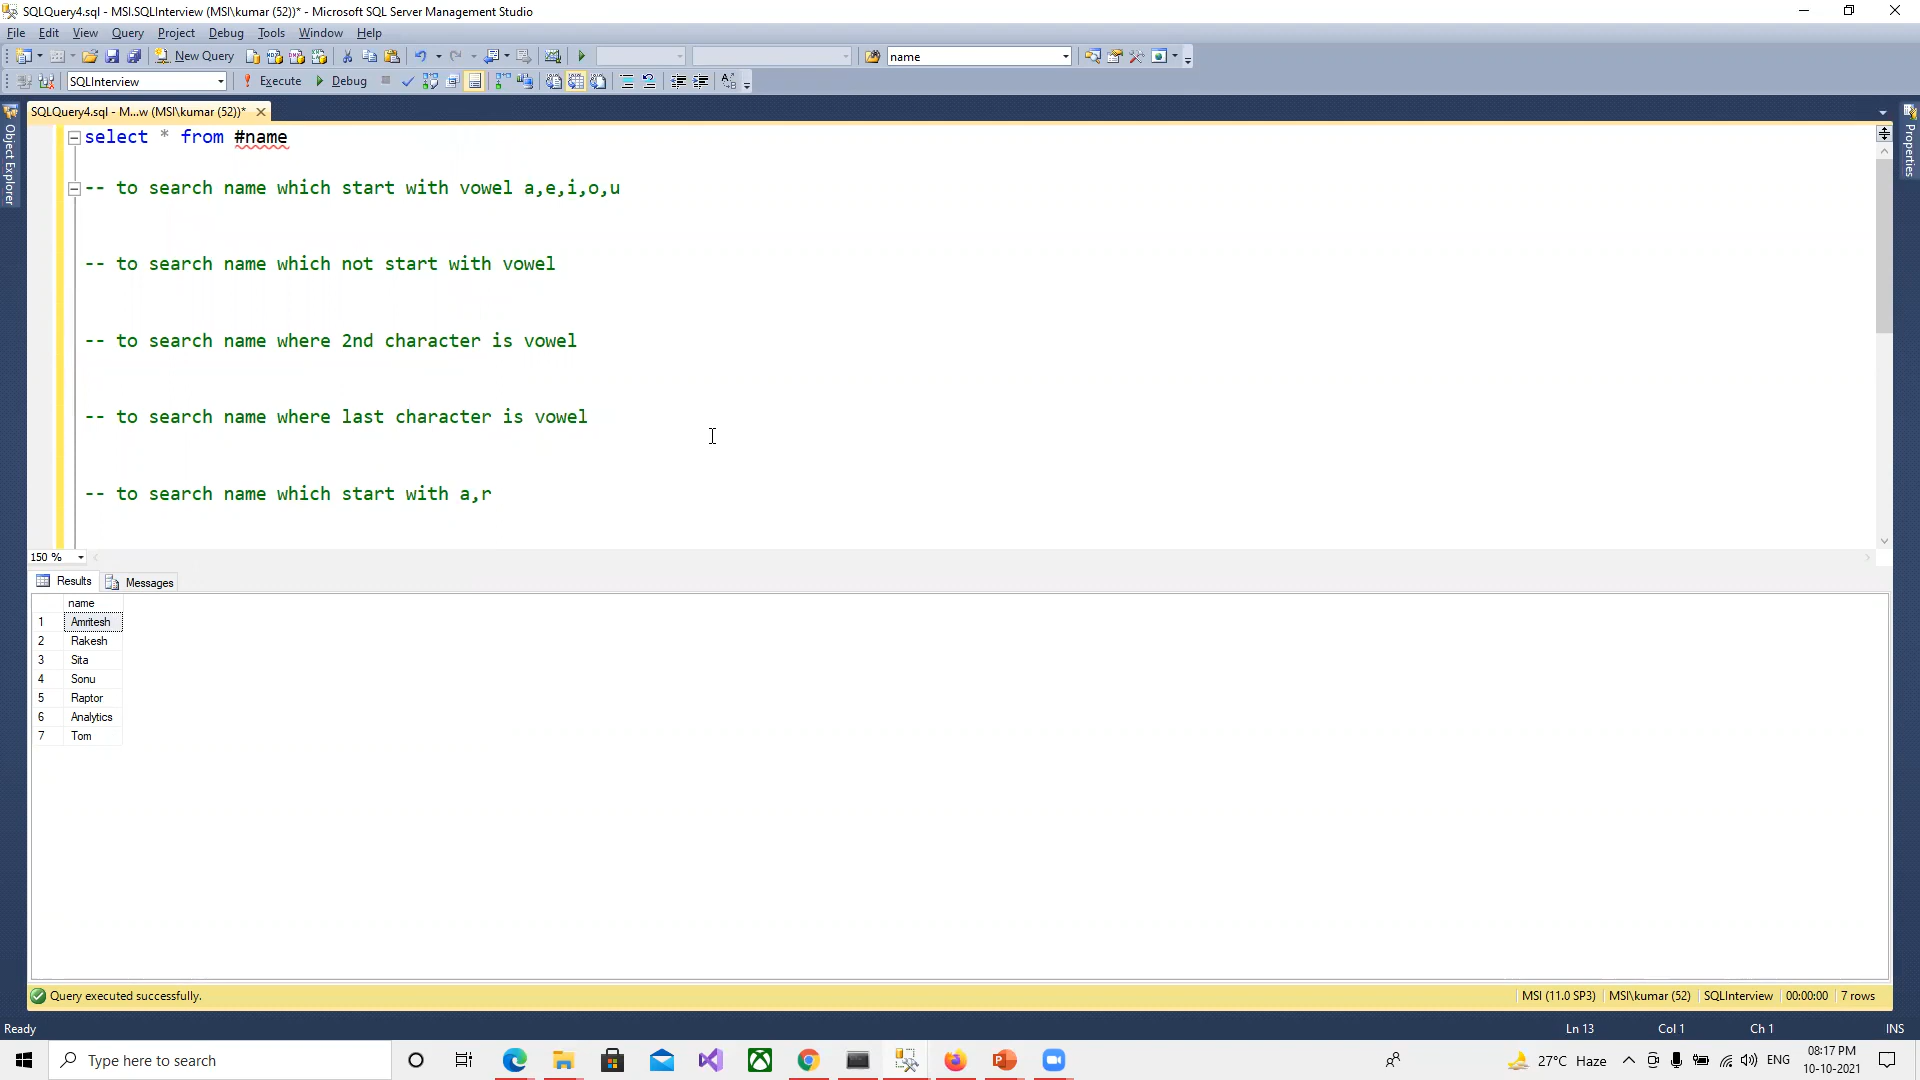 SQLQuery4.sql - MSI.SQLInterview (MSI\kumar (52))* - Microsoft SQL Server Management Studio
File Edit View Query Project Debug Tools Window Help
New Query name
SQLInterview Execute Debug
SQLQuery4.sql - M...w (MSI\kumar (52))*
Object Explorer
Properties
select * from #name
-- to search name which start with vowel a,e,i,o,u
-- to search name which not start with vowel
-- to search name where 2nd character is vowel
-- to search name where last character is vowel
-- to search name which start with a,r
150 %
Results Messages
name
1 Amritesh
2 Rakesh
3 Sita
4 Sonu
5 Raptor
6 Analytics
7 Tom
Query executed successfully. MSI (11.0 SP3) MSI\kumar (52) SQLInterview 00:00:00 7 rows
Ready Ln 13 Col 1 Ch 1 INS
Type here to search 27°C Haze ENG 08:17 PM
10-10-2021